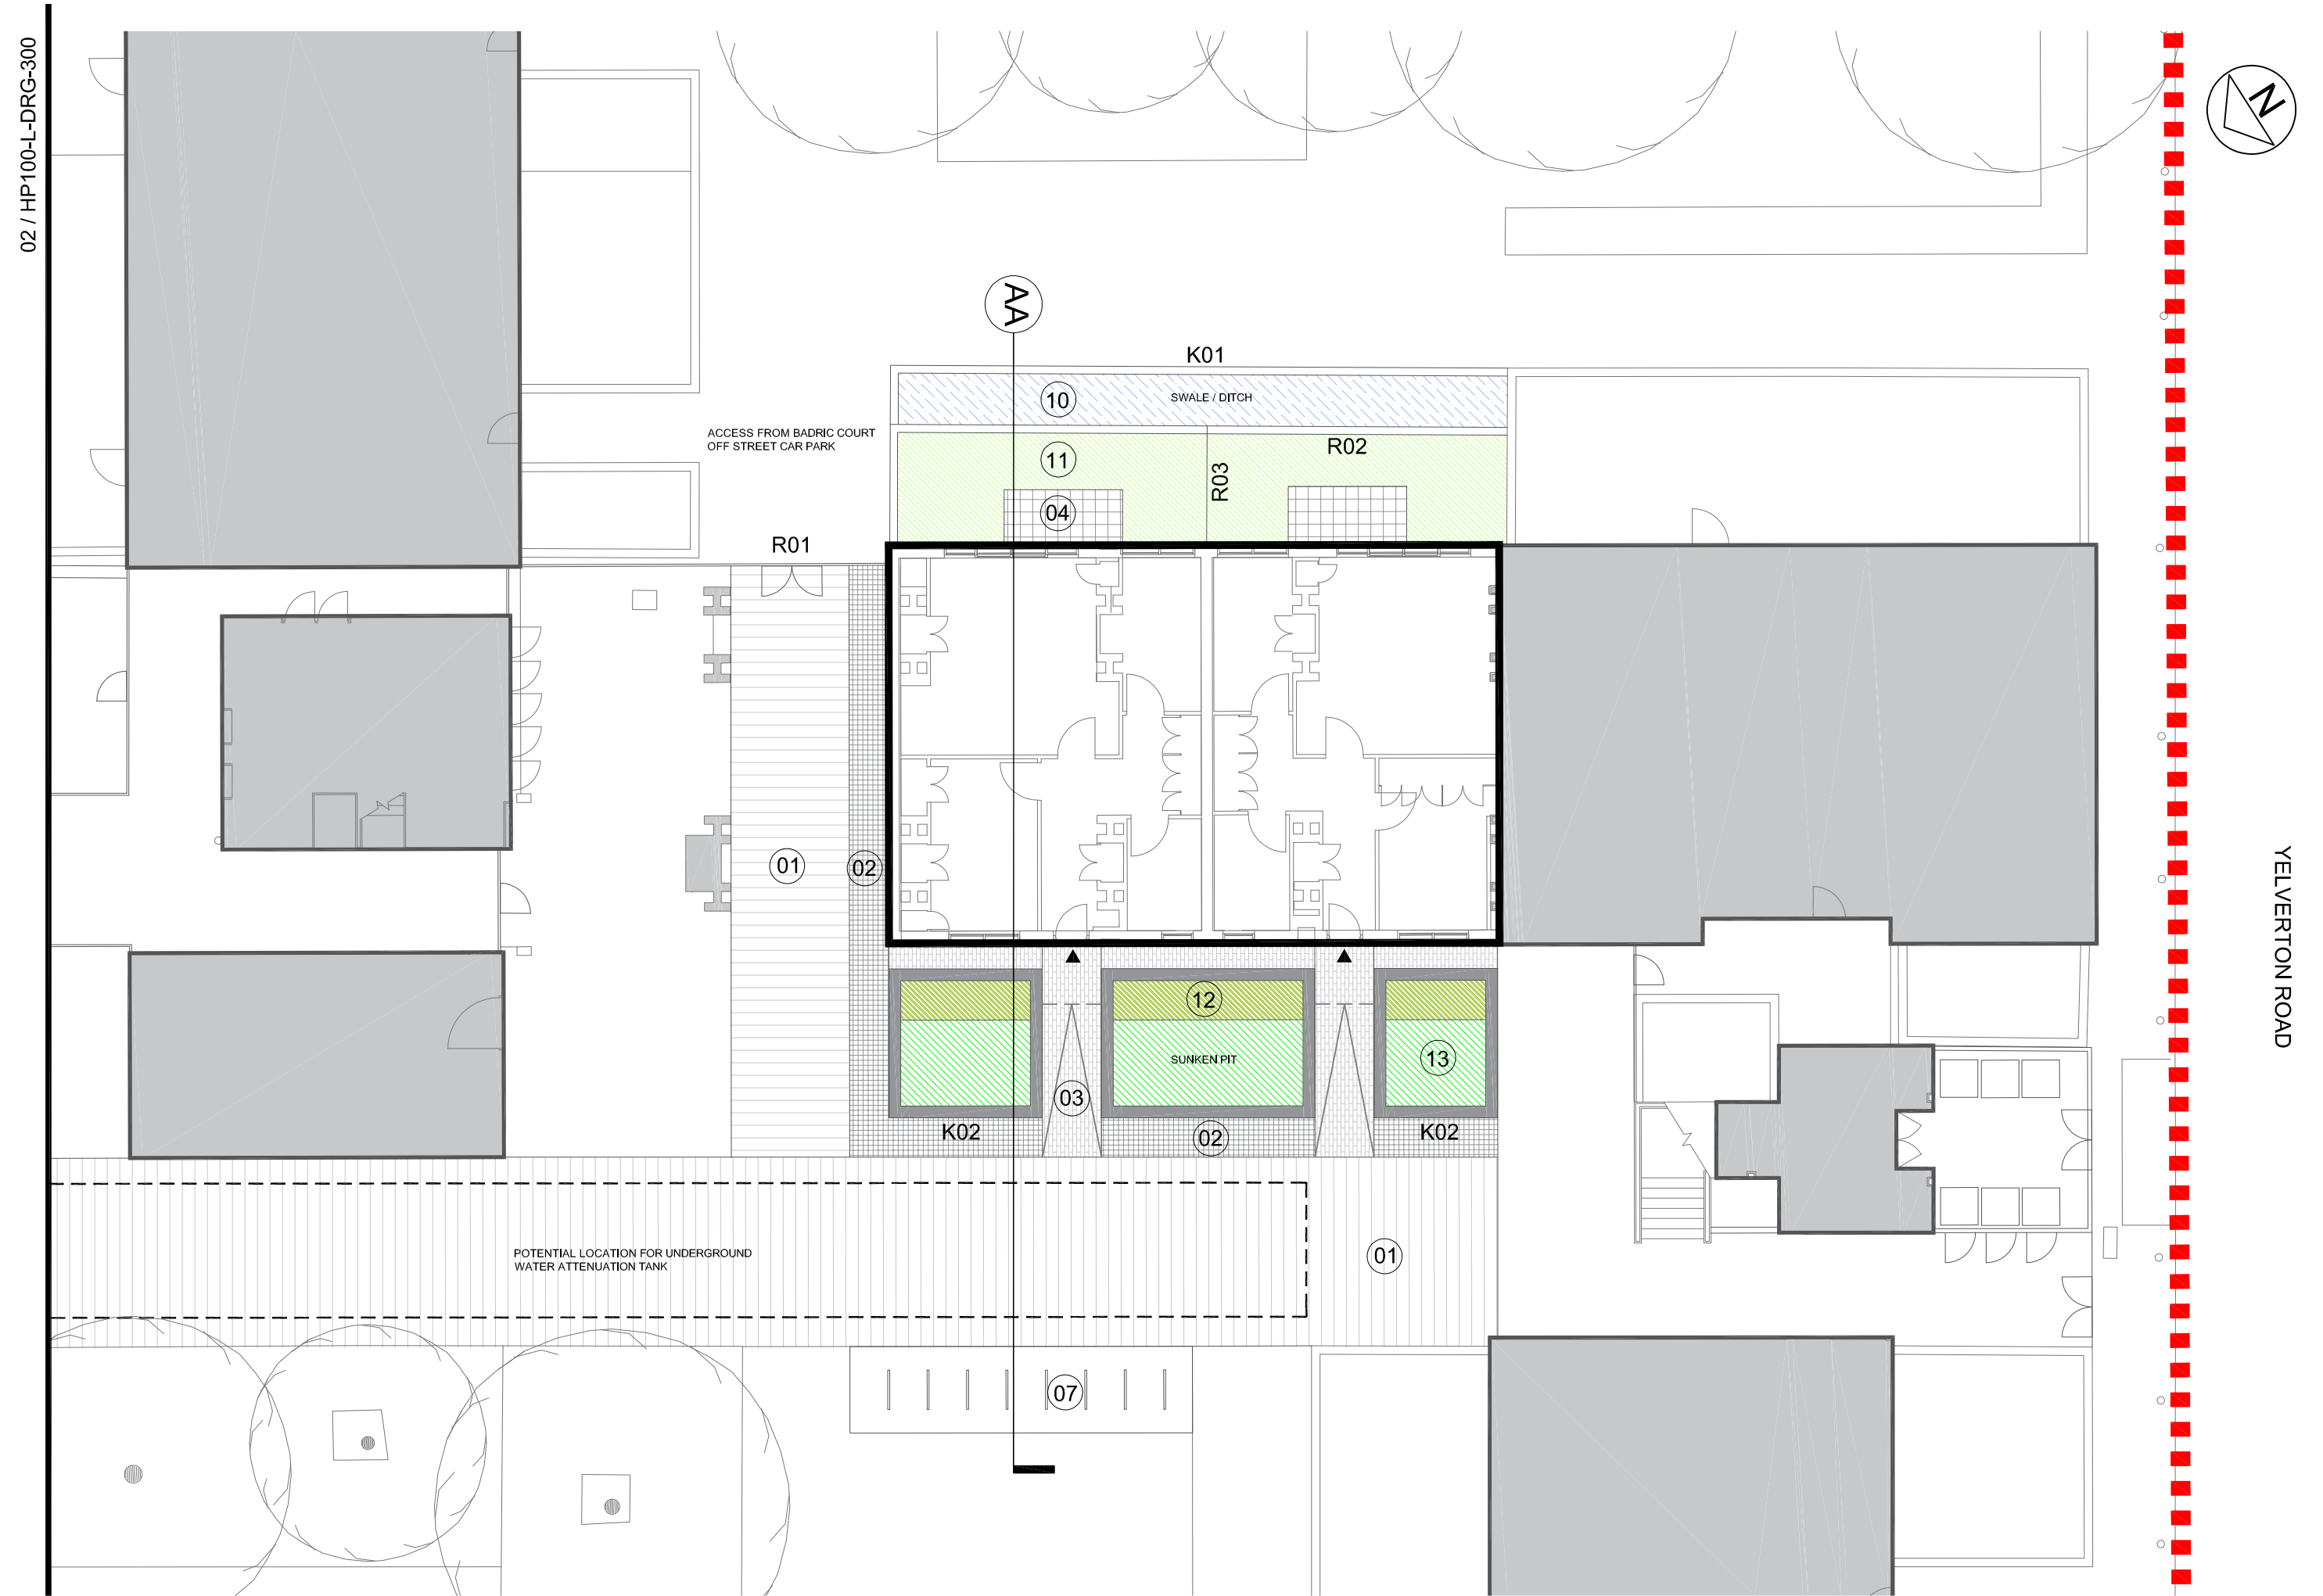 02 / HP100-L-DRG-300
N
AA
K01
10
SWALE / DITCH
ACCESS FROM BADRIC COURT
OFF STREET CAR PARK
11
R02
R03
04
R01
01
02
YELVERTON ROAD
12
SUNKEN PIT
13
03
K02
02
K02
POTENTIAL LOCATION FOR UNDERGROUND
WATER ATTENUATION TANK
01
07